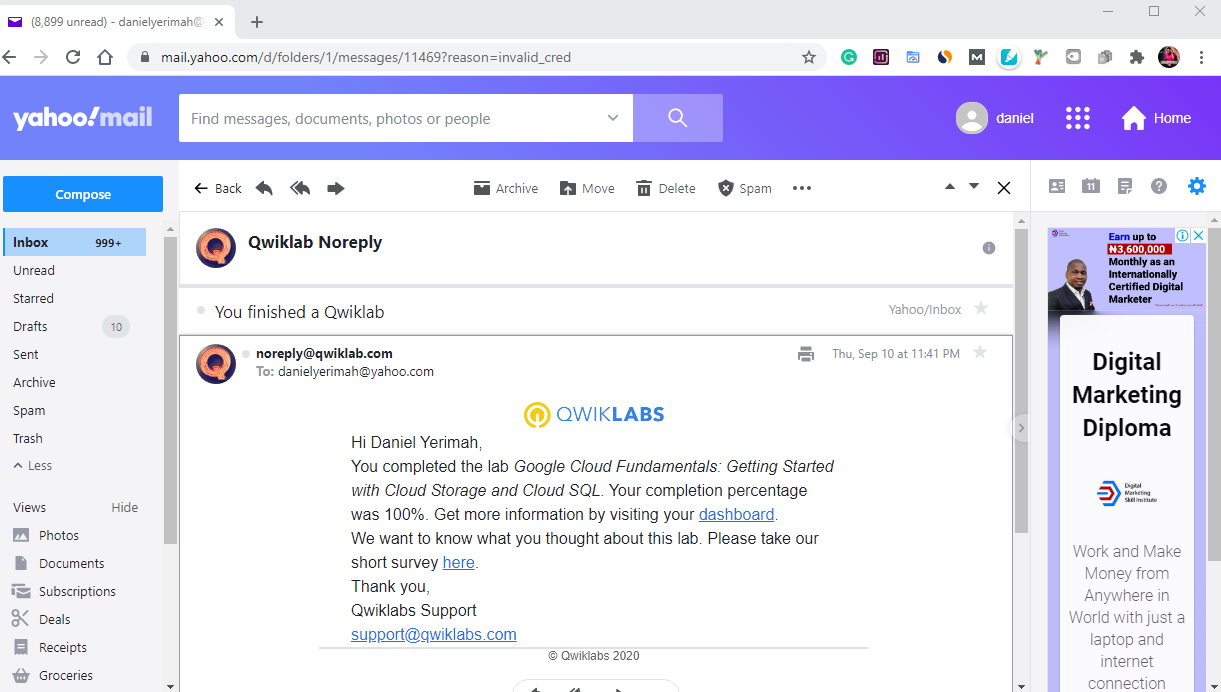 (8,899 unread) - danielyerimah@
mail.yahoo.com/d/folders/1/messages/11469?reason=invalid_cred
yahoo!mail
Find messages, documents, photos or people
daniel
Home
Compose
Back
Archive
Move
Delete
Spam
11
Inbox
999+
Unread
Starred
Drafts
10
Sent
Archive
Spam
Trash
Less
Views
Hide
Photos
Documents
Subscriptions
Deals
Receipts
Groceries
Qwiklab Noreply
You finished a Qwiklab
Yahoo/Inbox
noreply@qwiklab.com
Thu, Sep 10 at 11:41 PM
To: danielyerimah@yahoo.com
QWIKLABS
Hi Daniel Yerimah,
You completed the lab Google Cloud Fundamentals: Getting Started
with Cloud Storage and Cloud SQL. Your completion percentage
was 100%. Get more information by visiting your dashboard.
We want to know what you thought about this lab. Please take our
short survey here.
Thank you,
Qwiklabs Support
support@qwiklabs.com
© Qwiklabs 2020
Earn up to
₦3,600,000
Monthly as an
Internationally
Certified Digital
Marketer
Digital
Marketing
Diploma
Digital
Marketing
Skill Institute
Work and Make
Money from
Anywhere in
World with just a
laptop and
internet
connection